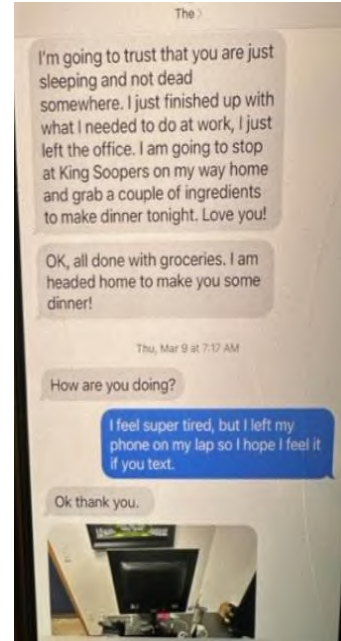 The
I'm going to trust that you are just
sleeping and not dead
somewhere. I just finished up with
what I needed to do at work, I just
left the office. I am going to stop
at King Soopers on my way home
and grab a couple of ingredients
to make dinner tonight. Love you!
OK, all done with groceries. I am
headed home to make you some
dinner!
Thu, Mar 9 at 7:17 AM
How are you doing?
I feel super tired, but I left my
phone on my lap so I hope I feel it
if you text.
Ok thank you.